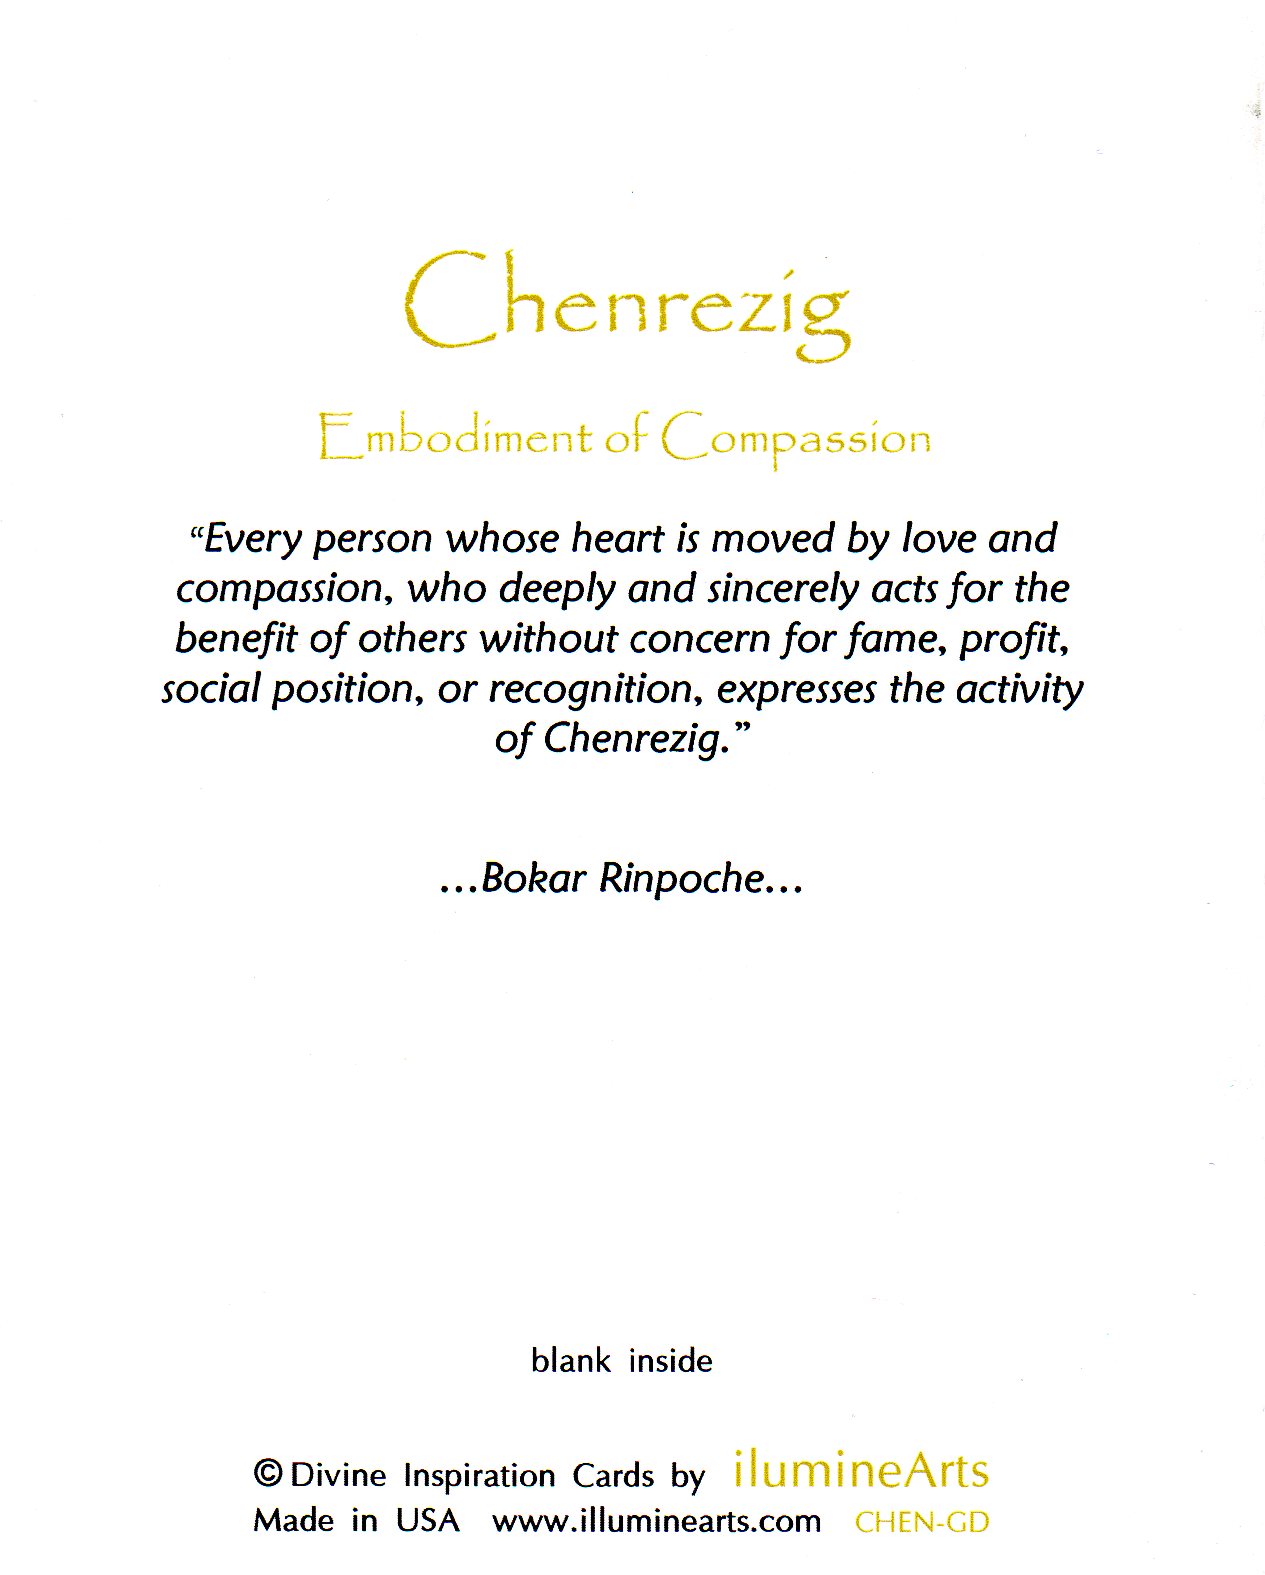 Chenrezig
Embodiment of Compassion
“Every person whose heart is moved by love and
compassion, who deeply and sincerely acts for the
benefit of others without concern for fame, profit,
social position, or recognition, expresses the activity
of Chenrezig.”
...Bokar Rinpoche...
blank inside
© Divine Inspiration Cards by ilumineArts
Made in USA www.illuminearts.com CHEN-GD